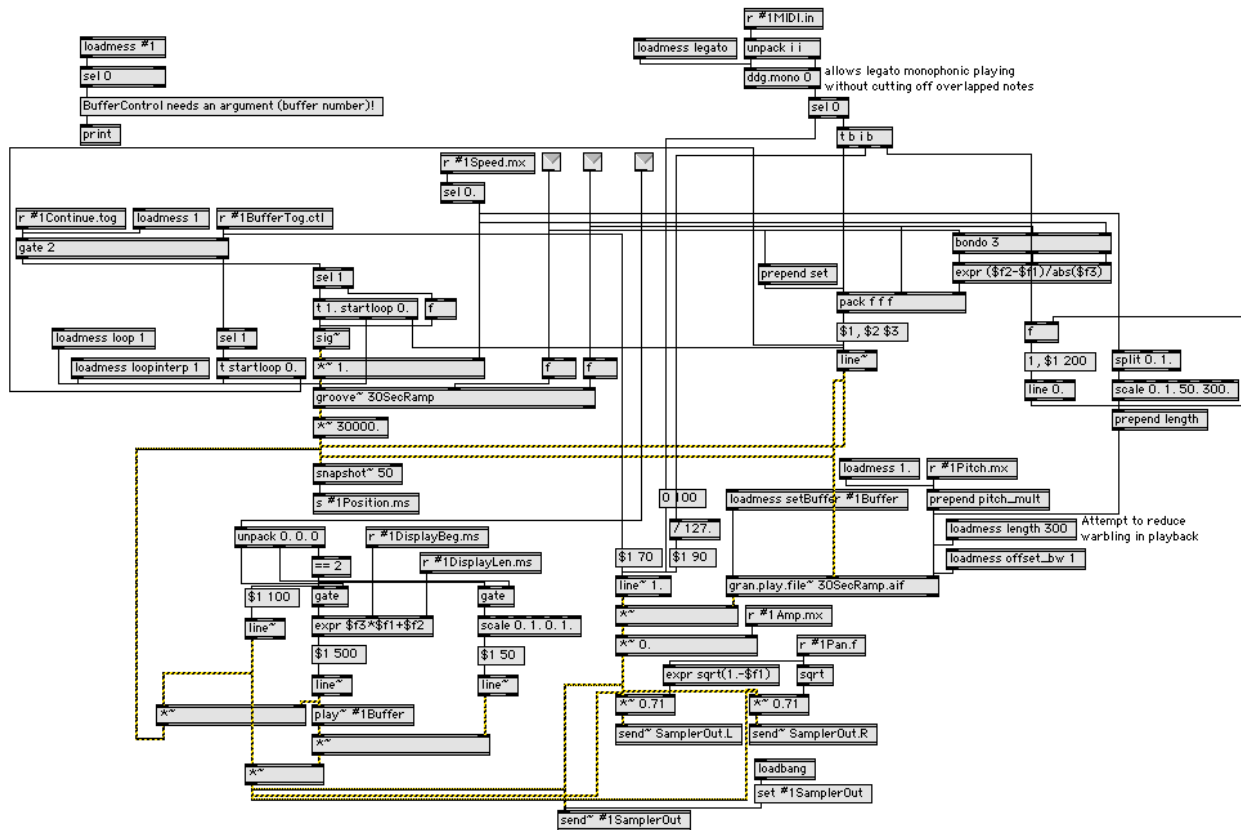 r #1MIDI.in
loadmess #1
loadmess legato
unpack i i
sel 0
ddg.mono 0
allows legato monophonic playing
without cutting off overlapped notes
BufferControl needs an argument (buffer number)!
sel 0
print
t b i b
r #1Speed.mx
sel 0.
r #1Continue.tog
loadmess 1
r #1BufferTog.ctl
gate 2
bondo 3
prepend set
expr ($f2-$f1)/abs($f3)
sel 1
pack f f f
t 1. startloop 0.
f
loadmess loop 1
sel 1
sig~
$1, $2 $3
f
line~
1, $1 200
split 0. 1.
loadmess loopinterp 1
t startloop 0.
*~ 1.
f
f
groove~ 30SecRamp
line 0.
scale 0. 1. 50. 300.
*~ 30000.
prepend length
snapshot~ 50
loadmess 1.
r #1Pitch.mx
s #1Position.ms
0 100
loadmess setBuffer #1Buffer
prepend pitch_mult
unpack 0. 0. 0
r #1DisplayBeg.ms
/ 127.
loadmess length 300
Attempt to reduce
warbling in playback
== 2
r #1DisplayLen.ms
$1 70
$1 90
loadmess offset_bw 1
$1 100
gate
gate
line~ 1.
gran.play.file~ 30SecRamp.aif
line~
expr $f3*$f1+$f2
scale 0. 1. 0. 1.
*~
r #1Amp.mx
*~ 0.
$1 500
$1 50
r #1Pan.f
line~
line~
expr sqrt(1.-$f1)
sqrt
*~
play~ #1Buffer
*~ 0.71
*~ 0.71
*~
send~ SamplerOut.L
send~ SamplerOut.R
*~
loadbang
set #1SamplerOut
send~ #1SamplerOut